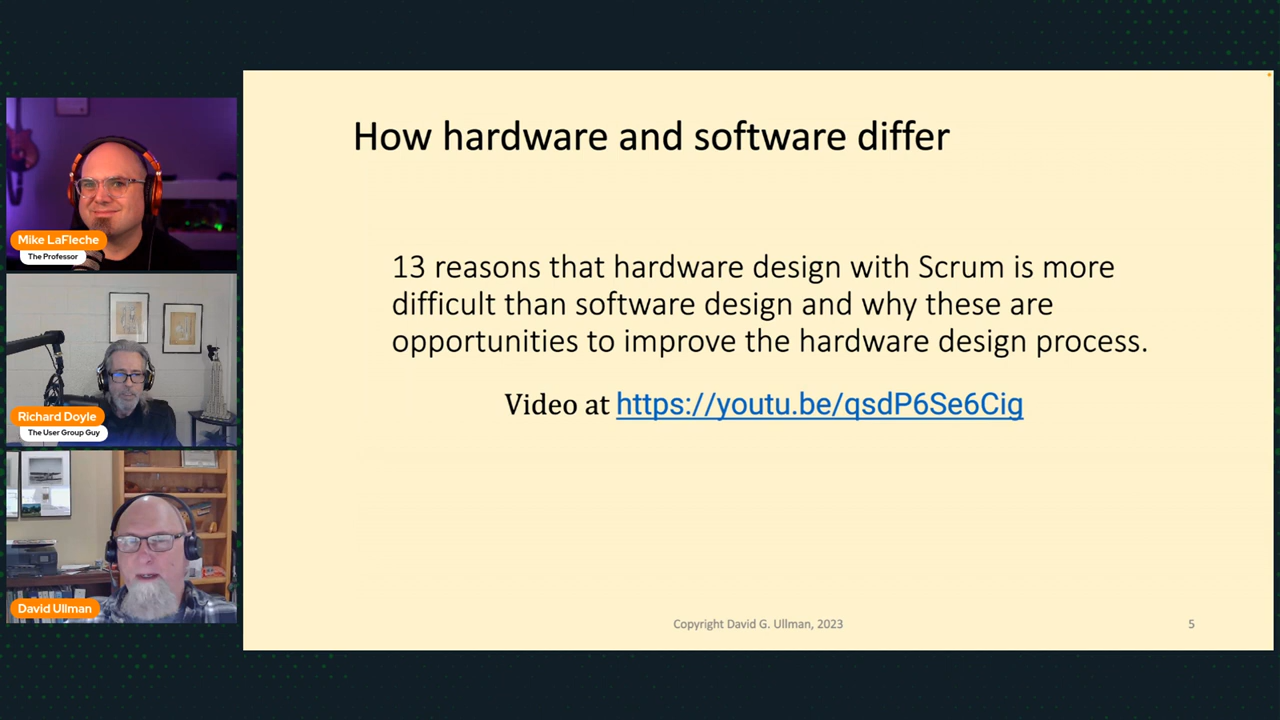 How hardware and software differ
13 reasons that hardware design with Scrum is more
difficult than software design and why these are
opportunities to improve the hardware design process.
Video at https://youtu.be/qsdP6Se6Cig
Copyright David G. Ullman, 2023
5
Mike LaFleche
The Professor
Richard Doyle
The User Group Guy
David Ullman